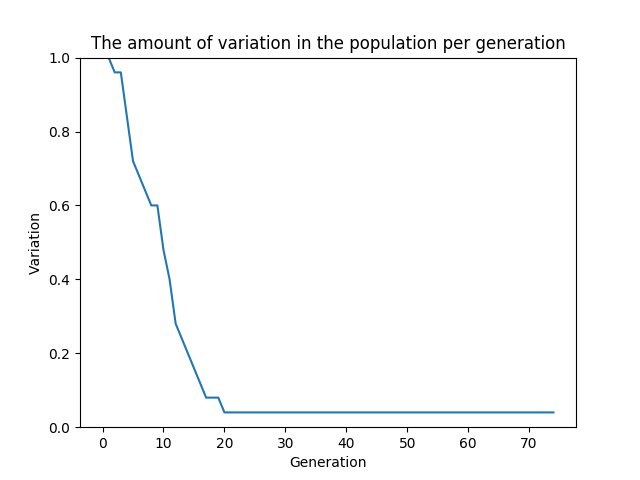 The amount of variation in the population per generation
1.0
0.8
0.6
0.4
0.2
0.0
Variation
0 10 20 30 40 50 60 70
Generation